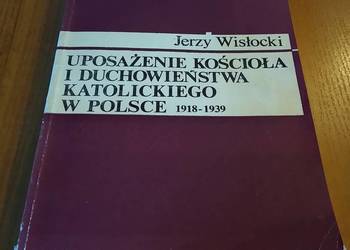 Jerzy Wisłocki
UPOSAŻENIE KOŚCIOŁA
I DUCHOWIEŃSTWA
KATOLICKIEGO
W POLSCE 1918-1939